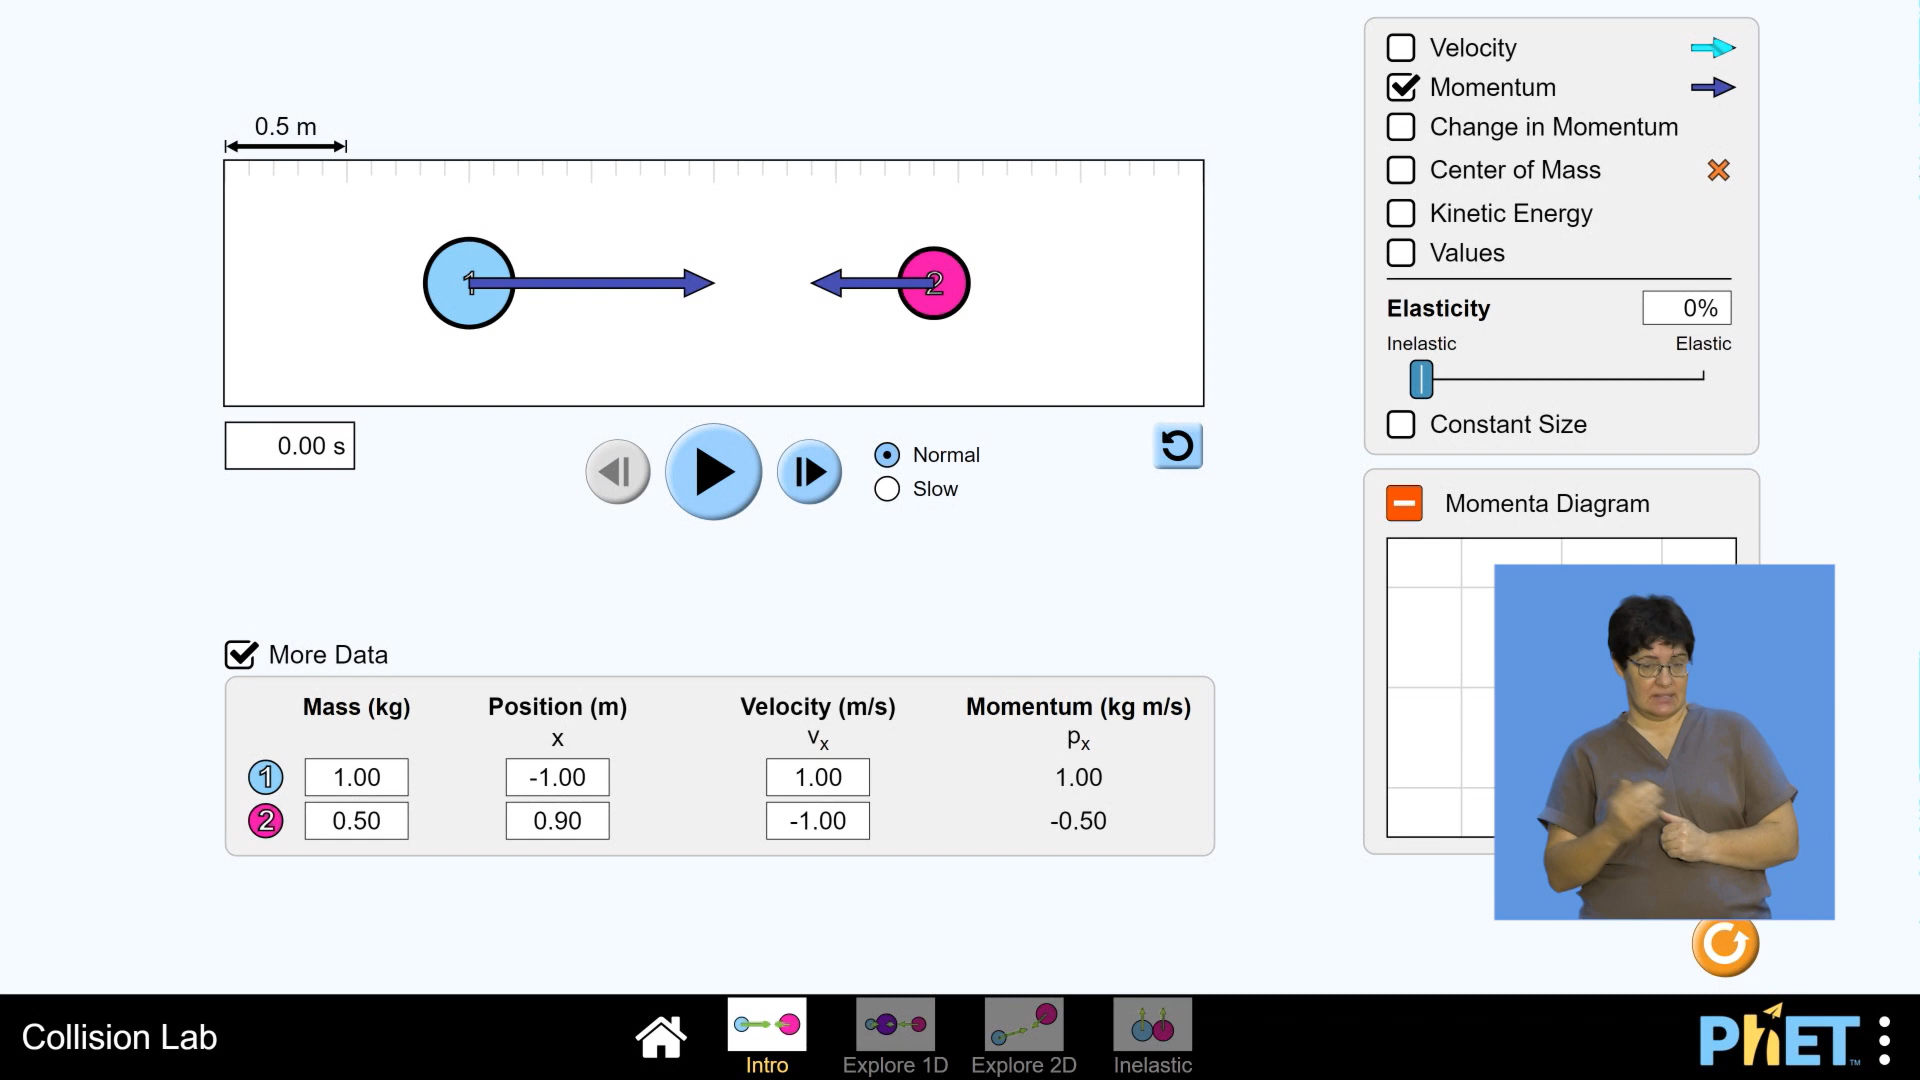 Velocity
Momentum
Change in Momentum
Center of Mass
Kinetic Energy
Values
Elasticity 0%
Inelastic Elastic
Constant Size
0.5 m
1 2
0.00 s
Normal
Slow
Momenta Diagram
More Data
Mass (kg) Position (m) Velocity (m/s) Momentum (kg m/s)
x vx px
1 1.00 -1.00 1.00 1.00
2 0.50 0.90 -1.00 -0.50
Collision Lab
Intro Explore 1D Explore 2D Inelastic
PhET™